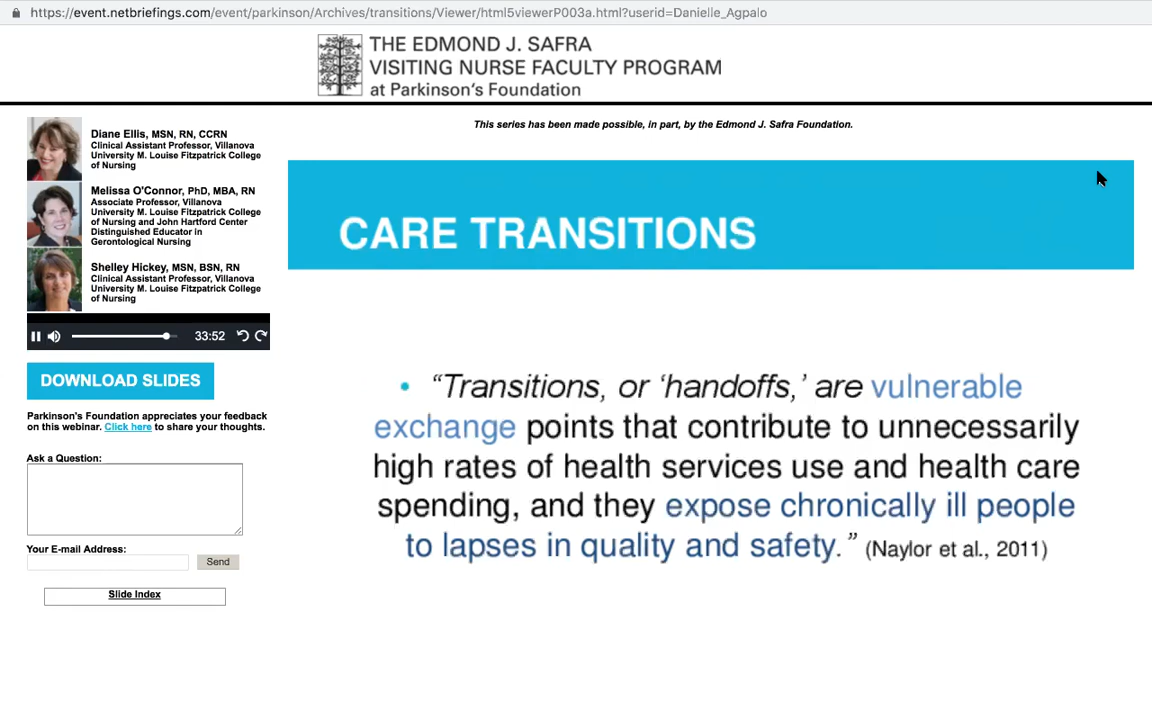 https://event.netbriefings.com/event/parkinson/Archives/transitions/Viewer/html5viewerP003a.html?userid=Danielle_Agpalo
THE EDMOND J. SAFRA
VISITING NURSE FACULTY PROGRAM
at Parkinson's Foundation
This series has been made possible, in part, by the Edmond J. Safra Foundation.
Diane Ellis, MSN, RN, CCRN
Clinical Assistant Professor, Villanova
University M. Louise Fitzpatrick College
of Nursing
Melissa O'Connor, PhD, MBA, RN
Associate Professor, Villanova
University M. Louise Fitzpatrick College
of Nursing and John Hartford Center
Distinguished Educator in
Gerontological Nursing
Shelley Hickey, MSN, BSN, RN
Clinical Assistant Professor, Villanova
University M. Louise Fitzpatrick College
of Nursing
33:52
DOWNLOAD SLIDES
Parkinson's Foundation appreciates your feedback
on this webinar. Click here to share your thoughts.
Ask a Question:
Your E-mail Address:
Send
Slide Index
CARE TRANSITIONS
• “Transitions, or ‘handoffs,’ are vulnerable
exchange points that contribute to unnecessarily
high rates of health services use and health care
spending, and they expose chronically ill people
to lapses in quality and safety.” (Naylor et al., 2011)